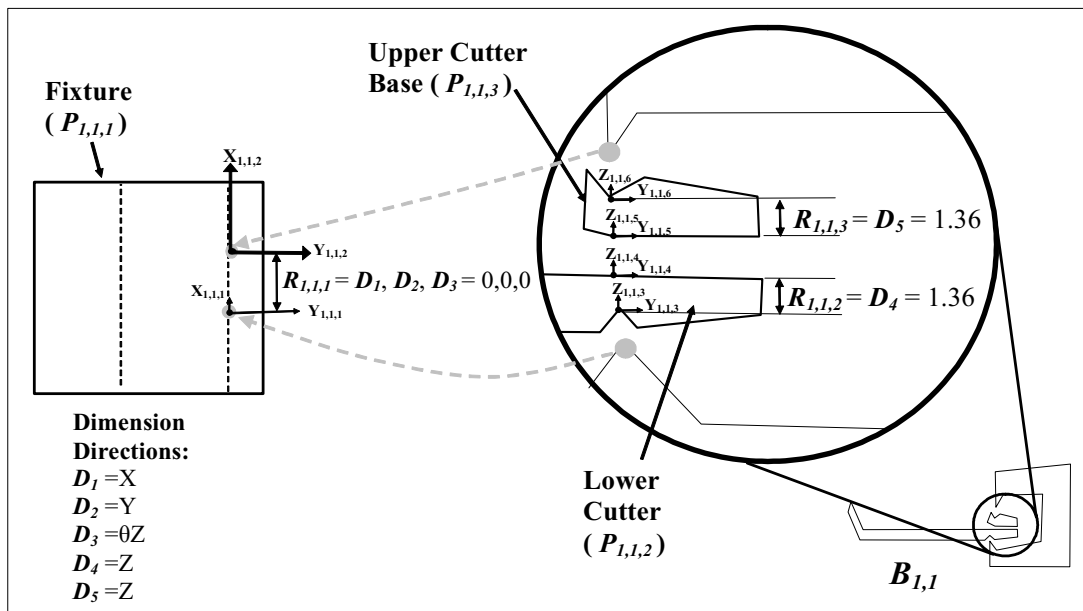 Fixture
( P1,1,1)
X1,1,2
Y1,1,2
R1,1,1 = D1, D2, D3 =0,0,0
X1,1,1
Y1,1,1
Dimension
Directions:
D1 =X
D2 =Y
D3 =θZ
D4 =Z
D5 =Z
Upper Cutter
Base ( P1,1,3)
Z1,1,6
Y1,1,6
Z1,1,5
Y1,1,5
R1,1,3 = D5 = 1.36
Z1,1,4
Y1,1,4
Z1,1,3
Y1,1,3
R1,1,2 = D4 = 1.36
Lower
Cutter
( P1,1,2)
B1,1